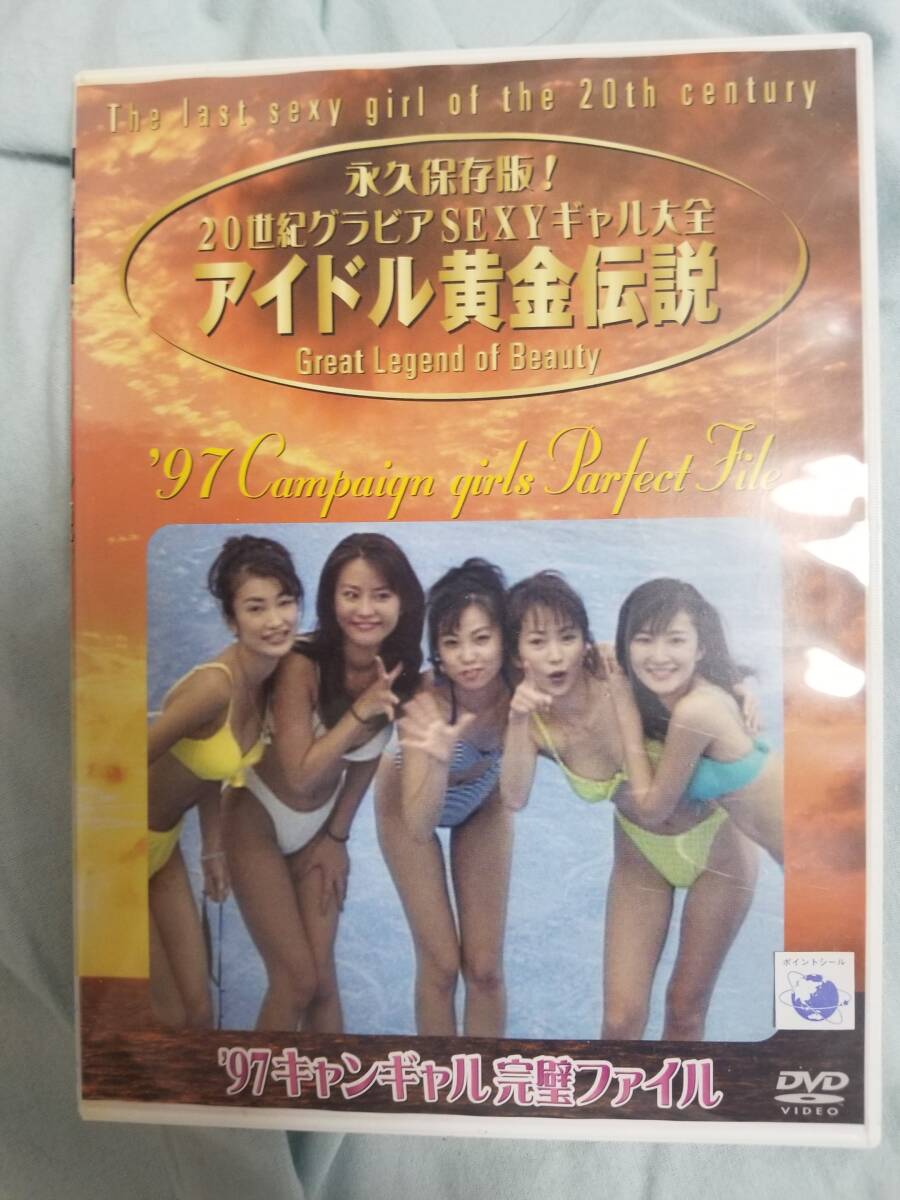 The last sexy girl of the 20th century
永久保存版!
20世紀グラビアSEXYギャル大全
アイドル黄金伝説
Great Legend of Beauty
'97 Campaign girls Parfect File
ポイントシール
'97キャンギャル完璧ファイル
DVD
VIDEO